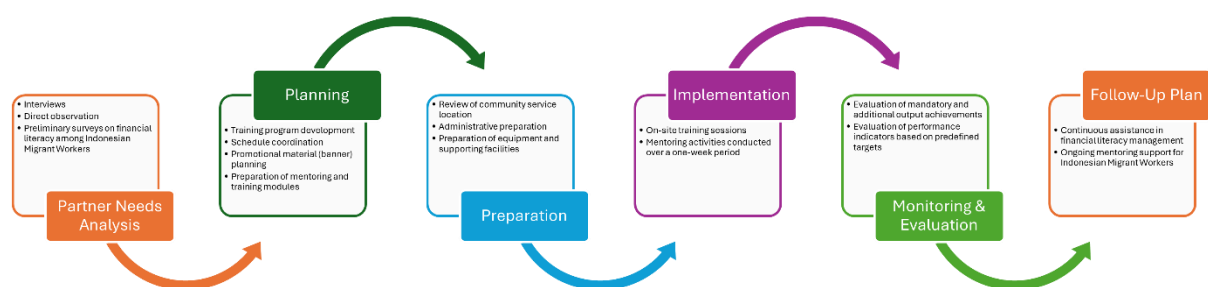 • Interviews
• Direct observation
• Preliminary surveys on financial
literacy among Indonesian
Migrant Workers
Partner Needs
Analysis
Planning
• Training program development
• Schedule coordination
• Promotional material (banner)
planning
• Preparation of mentoring and
training modules
• Review of community service
location
• Administrative preparation
• Preparation of equipment and
supporting facilities
Preparation
Implementation
• On-site training sessions
• Mentoring activities conducted
over a one-week period
• Evaluation of mandatory and
additional output achievements
• Evaluation of performance
indicators based on predefined
targets
Monitoring &
Evaluation
Follow-Up Plan
• Continuous assistance in
financial literacy management
• Ongoing mentoring support for
Indonesian Migrant Workers